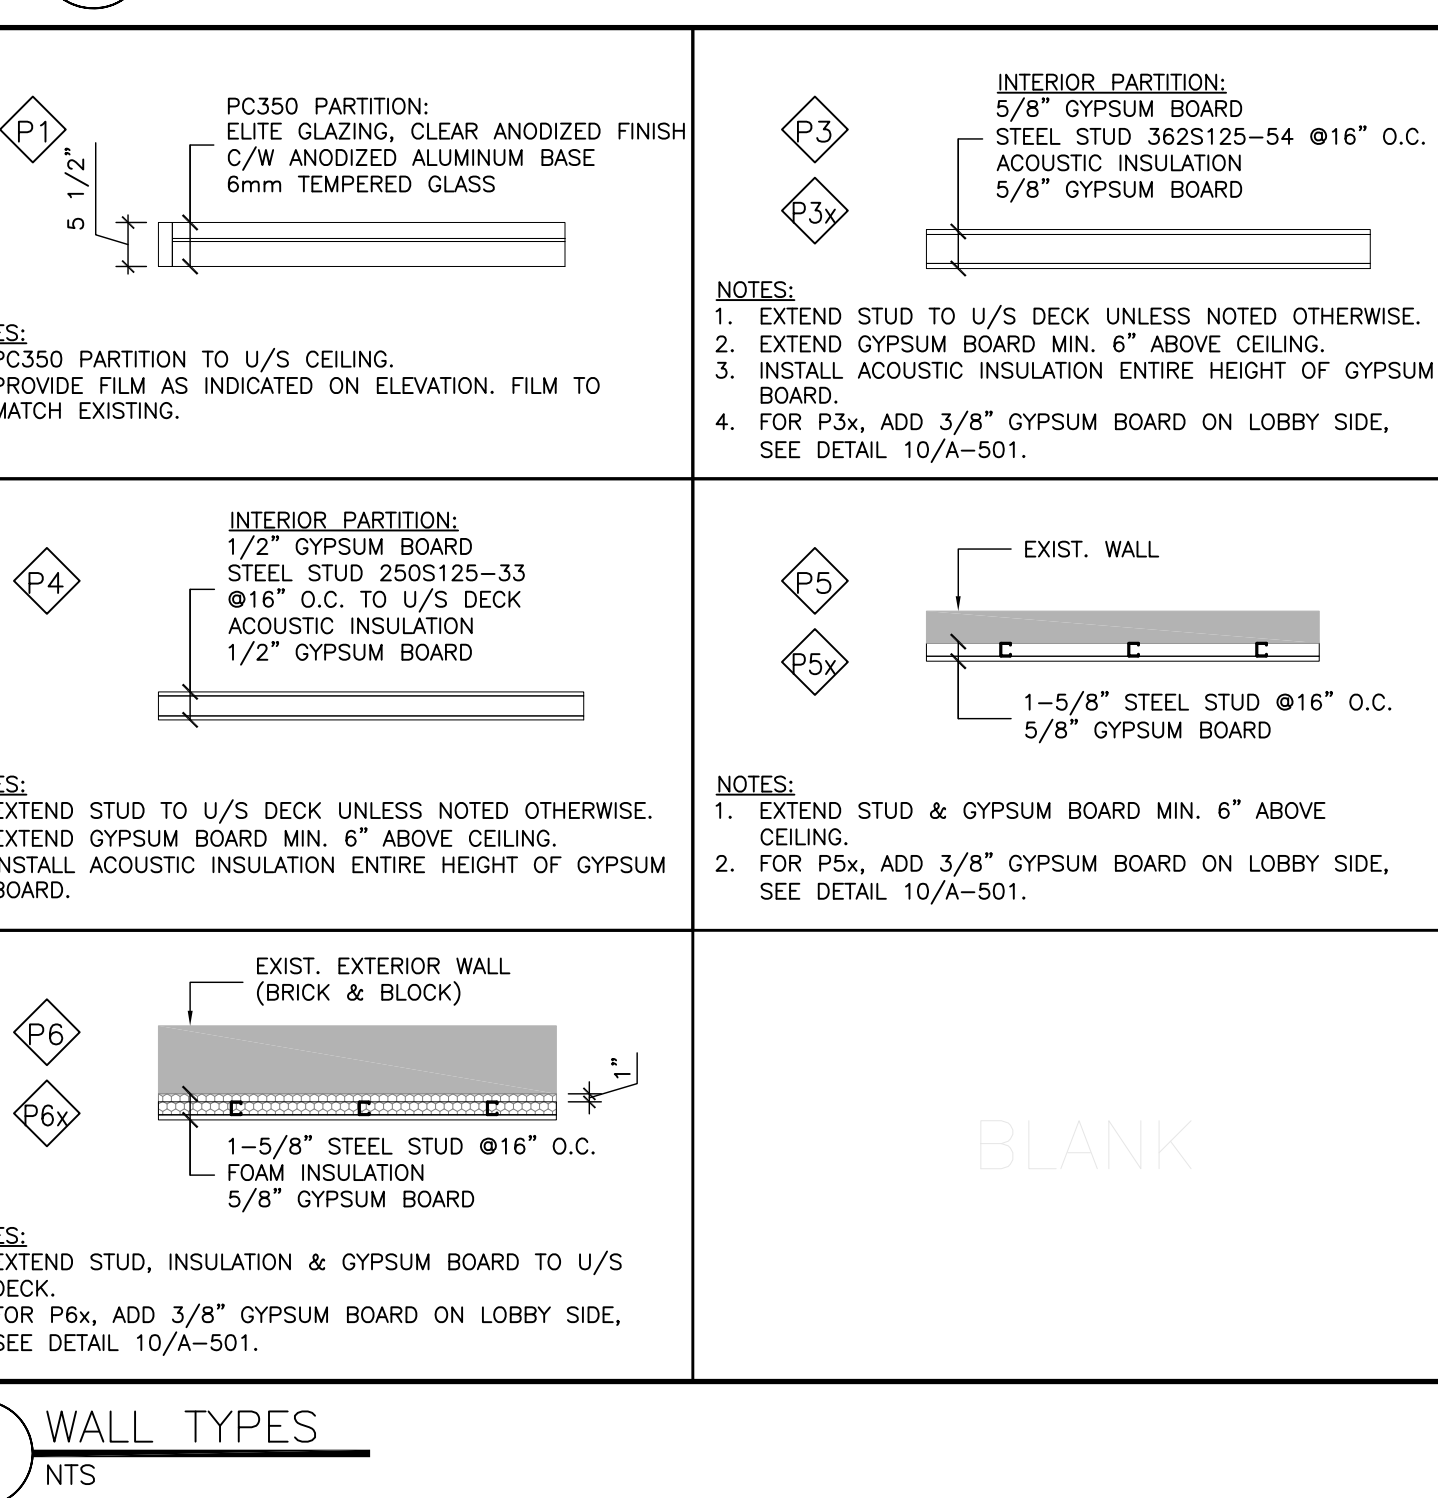 P1
5 1/2"
PC350 PARTITION:
ELITE GLAZING, CLEAR ANODIZED FINISH
C/W ANODIZED ALUMINUM BASE
6mm TEMPERED GLASS
ES:
PC350 PARTITION TO U/S CEILING.
PROVIDE FILM AS INDICATED ON ELEVATION. FILM TO
MATCH EXISTING.
P3
P3x
INTERIOR PARTITION:
5/8" GYPSUM BOARD
STEEL STUD 362S125-54 @16" O.C.
ACOUSTIC INSULATION
5/8" GYPSUM BOARD
NOTES:
1. EXTEND STUD TO U/S DECK UNLESS NOTED OTHERWISE.
2. EXTEND GYPSUM BOARD MIN. 6" ABOVE CEILING.
3. INSTALL ACOUSTIC INSULATION ENTIRE HEIGHT OF GYPSUM
BOARD.
4. FOR P3x, ADD 3/8" GYPSUM BOARD ON LOBBY SIDE,
SEE DETAIL 10/A-501.
P4
INTERIOR PARTITION:
1/2" GYPSUM BOARD
STEEL STUD 250S125-33
@16" O.C. TO U/S DECK
ACOUSTIC INSULATION
1/2" GYPSUM BOARD
ES:
EXTEND STUD TO U/S DECK UNLESS NOTED OTHERWISE.
EXTEND GYPSUM BOARD MIN. 6" ABOVE CEILING.
INSTALL ACOUSTIC INSULATION ENTIRE HEIGHT OF GYPSUM
BOARD.
P5
P5x
EXIST. WALL
1-5/8" STEEL STUD @16" O.C.
5/8" GYPSUM BOARD
NOTES:
1. EXTEND STUD & GYPSUM BOARD MIN. 6" ABOVE
CEILING.
2. FOR P5x, ADD 3/8" GYPSUM BOARD ON LOBBY SIDE,
SEE DETAIL 10/A-501.
P6
P6x
EXIST. EXTERIOR WALL
(BRICK & BLOCK)
1"
1-5/8" STEEL STUD @16" O.C.
FOAM INSULATION
5/8" GYPSUM BOARD
ES:
EXTEND STUD, INSULATION & GYPSUM BOARD TO U/S
DECK.
FOR P6x, ADD 3/8" GYPSUM BOARD ON LOBBY SIDE,
SEE DETAIL 10/A-501.
BLANK
WALL TYPES
NTS